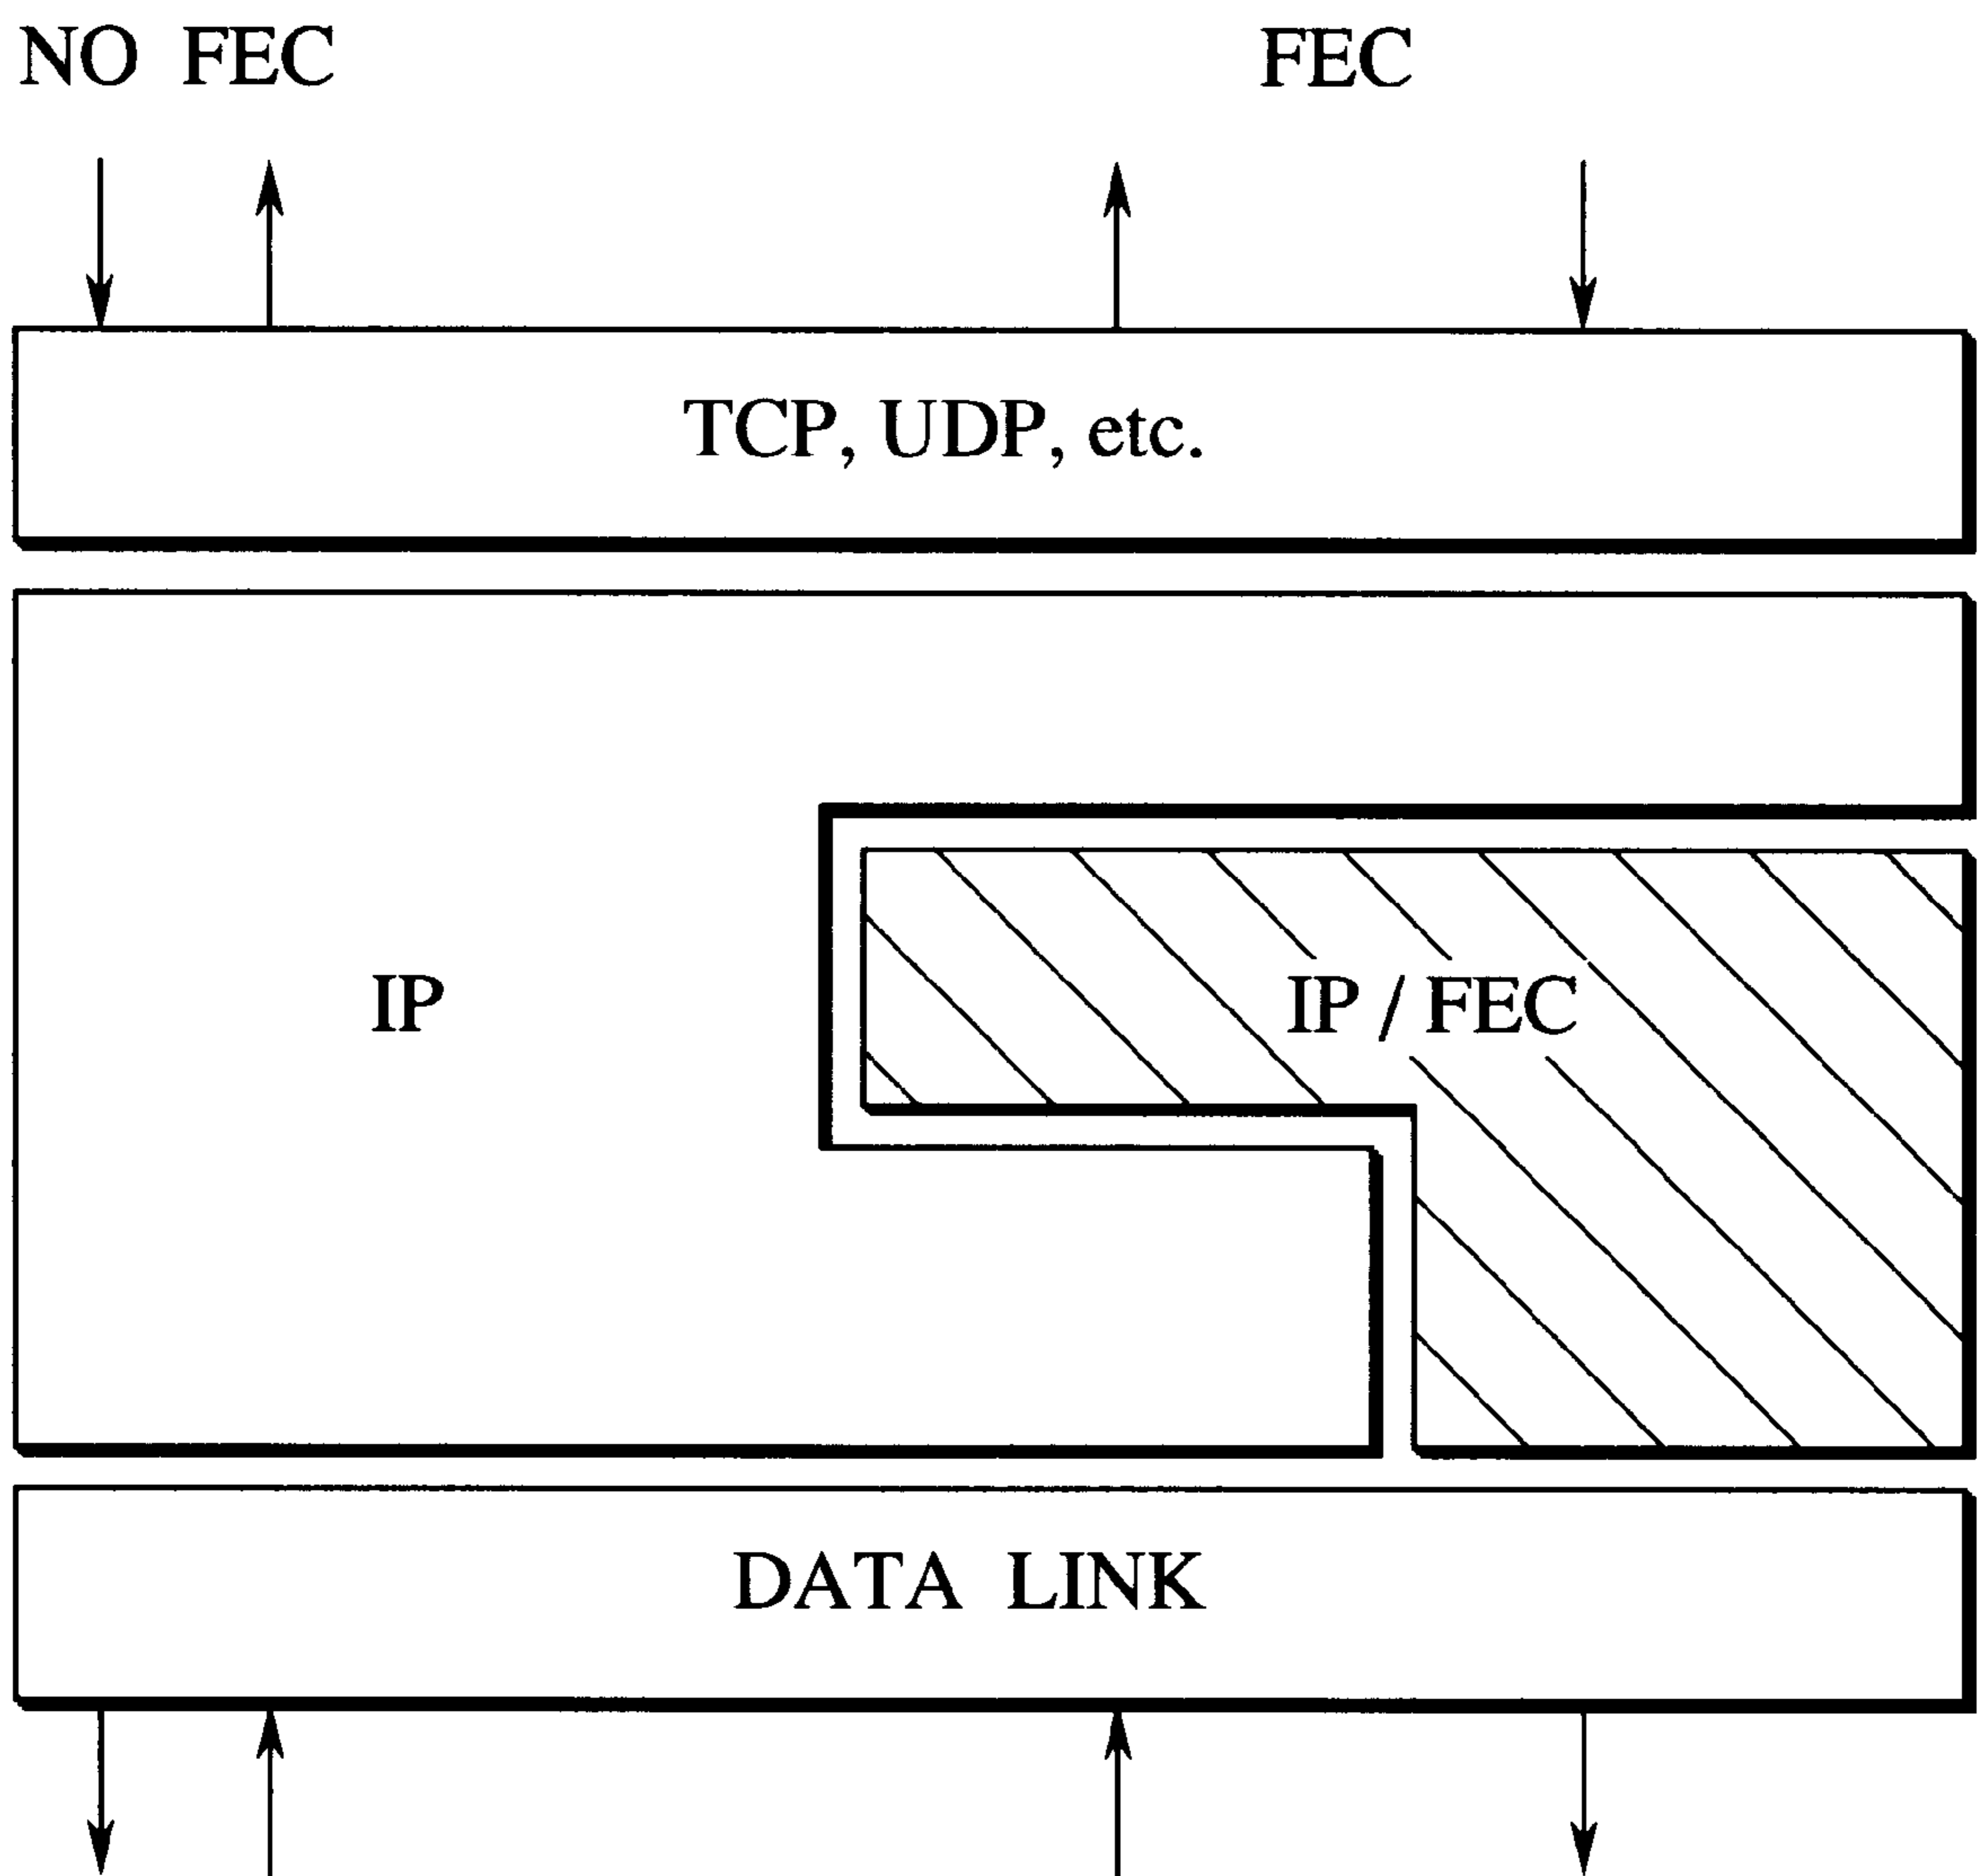 NO FEC
FEC
TCP, UDP, etc.
IP
IP / FEC
DATA LINK